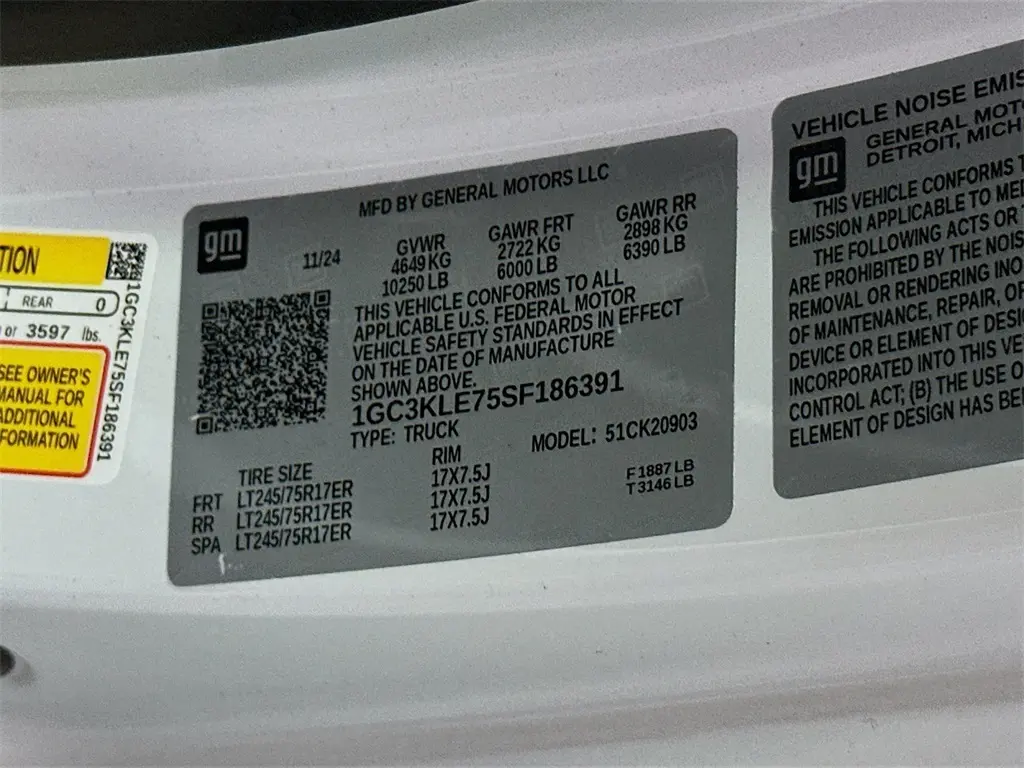 TION
REAR 0
or 3597 lbs.
SEE OWNER'S
MANUAL FOR
ADDITIONAL
FORMATION
1GC3KLE75SF186391
gm
MFD BY GENERAL MOTORS LLC
11/24
GVWR
4649 KG
10250 LB
GAWR FRT
2722 KG
6000 LB
GAWR RR
2898 KG
6390 LB
THIS VEHICLE CONFORMS TO ALL
APPLICABLE U.S. FEDERAL MOTOR
VEHICLE SAFETY STANDARDS IN EFFECT
ON THE DATE OF MANUFACTURE
SHOWN ABOVE.
1GC3KLE75SF186391
TYPE: TRUCK
MODEL: 51CK20903
TIRE SIZE RIM
FRT LT245/75R17ER 17X7.5J
RR LT245/75R17ER 17X7.5J
SPA LT245/75R17ER 17X7.5J
F 1887 LB
T 3146 LB
VEHICLE NOISE EMIS
gm
GENERAL MOTO
DETROIT, MICH
THIS VEHICLE CONFORMS T
EMISSION APPLICABLE TO MED
THE FOLLOWING ACTS OR
ARE PROHIBITED BY THE NOIS
REMOVAL OR RENDERING INO
OF MAINTENANCE, REPAIR, OR
DEVICE OR ELEMENT OF DESIG
INCORPORATED INTO THIS VE
CONTROL ACT; (B) THE USE O
ELEMENT OF DESIGN HAS BEE